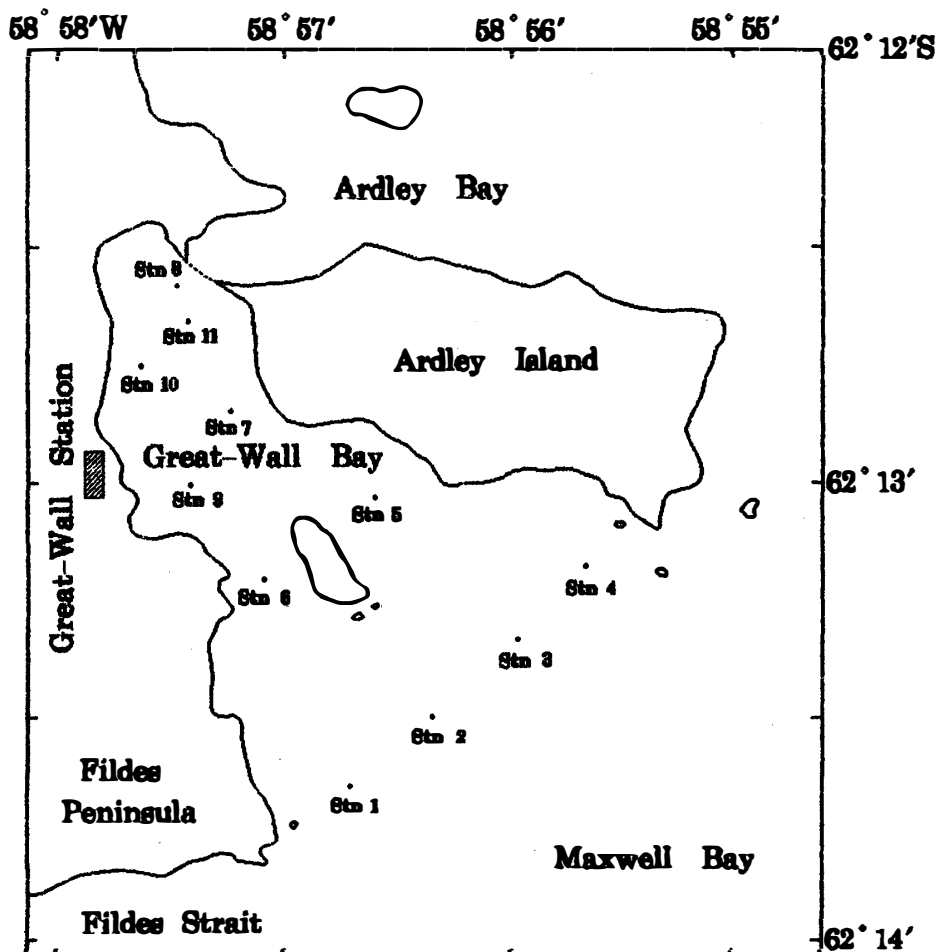 58° 58'W 58° 57' 58° 56' 58° 55'
62° 12'S
Ardley Bay
Stn 8
Stn 11
Ardley Island
Stn 10
Stn 7
Great-Wall Station
Great-Wall Bay
62° 13'
Stn 9
Stn 5
Stn 4
Stn 6
Stn 3
Stn 2
Fildes
Peninsula
Stn 1
Maxwell Bay
Fildes Strait
62° 14'